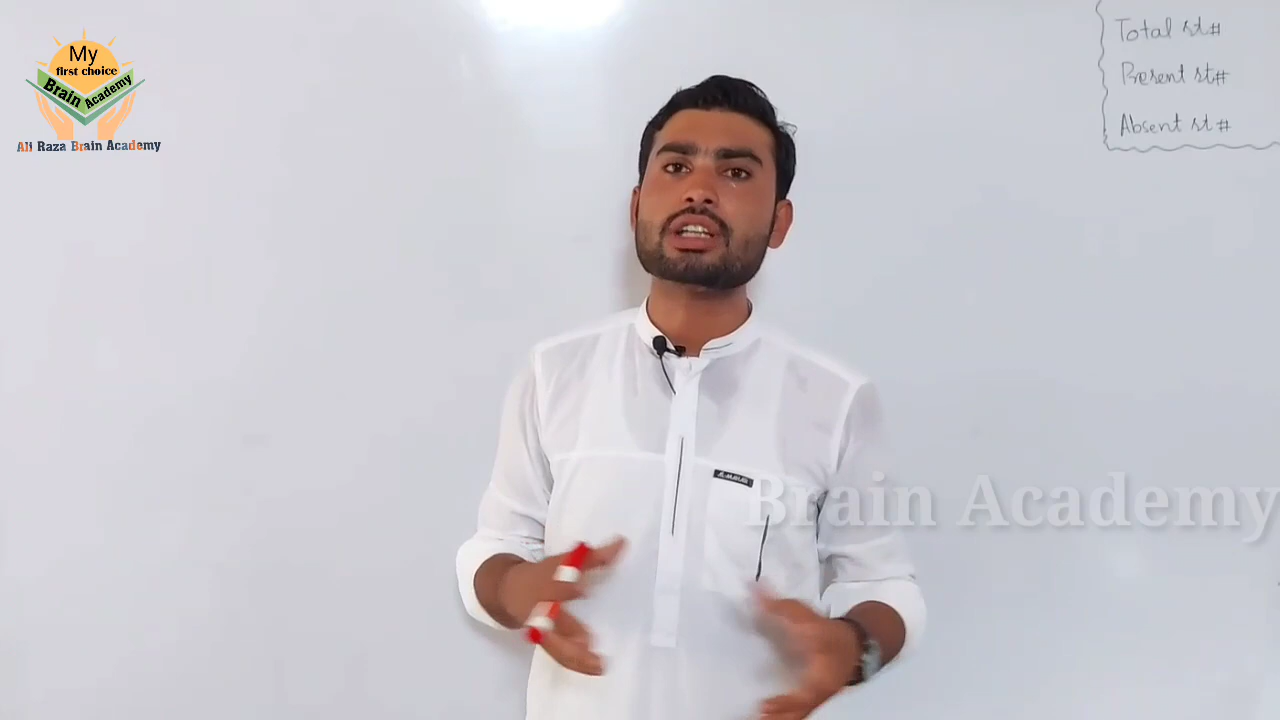 My
first choice
Brain Academy
Ali Raza Brain Academy
Total st#
Present st#
Absent st#
Brain Academy